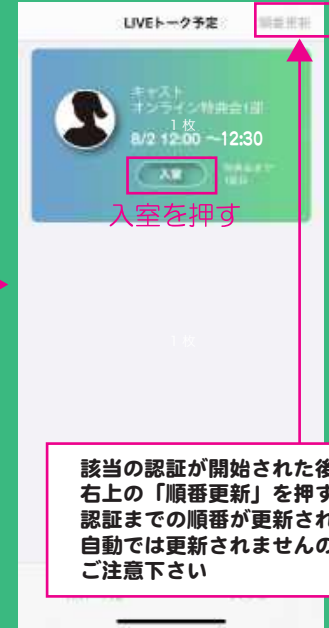 LIVEトーク予定
順番更新
キャスト
オンライン特典会1部
1枚
8/2 12:00 ～12:30
入室
入室を押す
1枚
該当の認証が開始された後
右上の「順番更新」を押す
認証までの順番が更新され
自動では更新されませんの
ご注意下さい